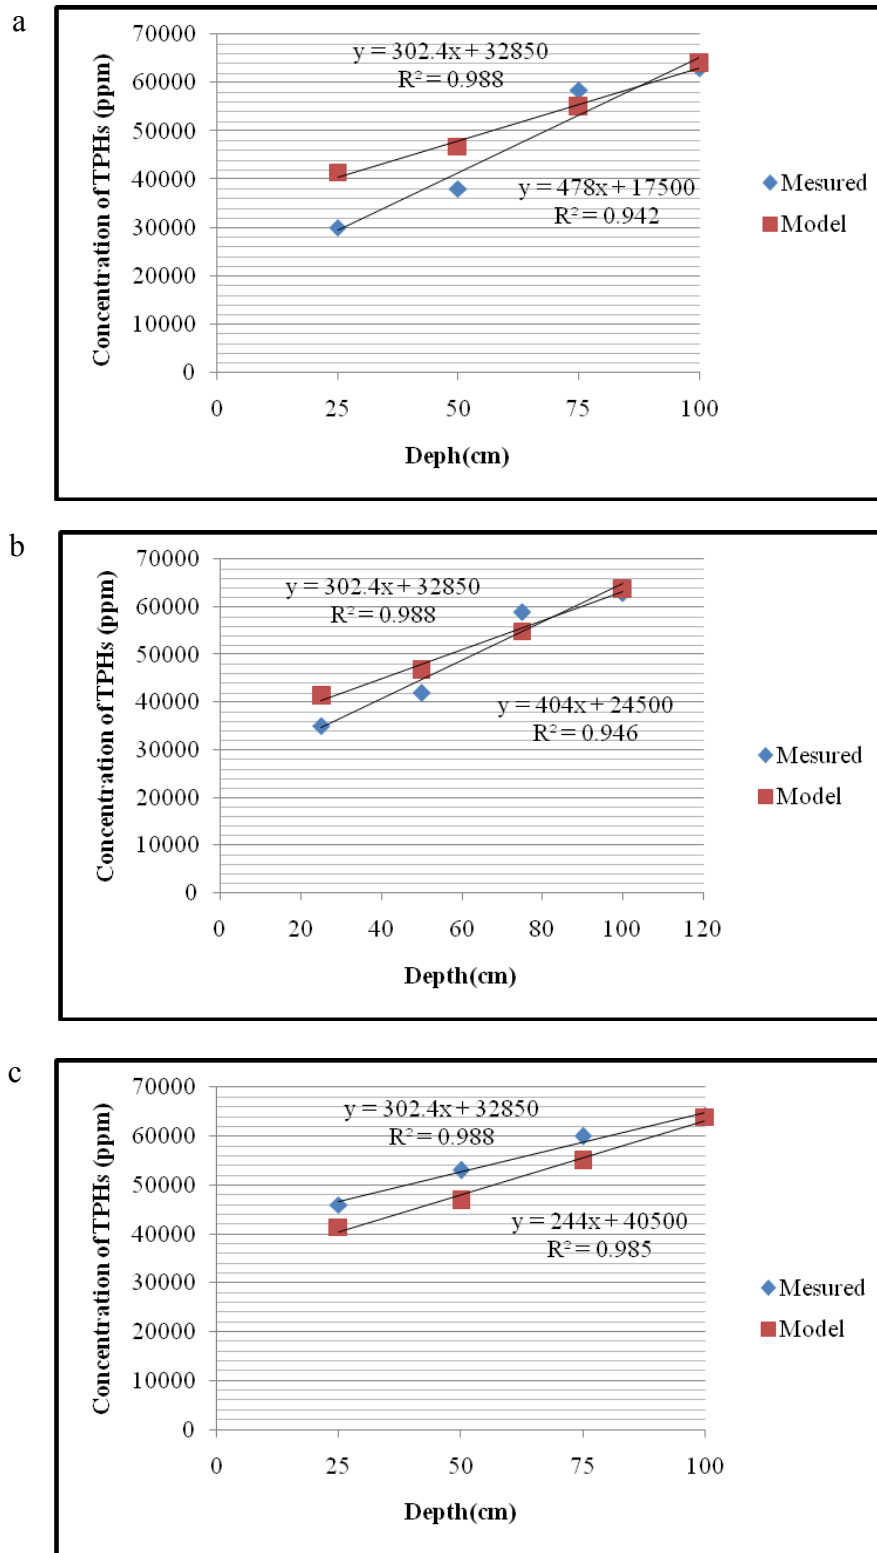 a
70000
60000
50000
40000
30000
20000
10000
0
Concentration of TPHs (ppm)
y = 302.4x + 32850
R² = 0.988
y = 478x + 17500
R² = 0.942
Mesured
Model
0 25 50 75 100
Deph(cm)
b
70000
60000
50000
40000
30000
20000
10000
0
Concentration of TPHs (ppm)
y = 302.4x + 32850
R² = 0.988
y = 404x + 24500
R² = 0.946
Mesured
Model
0 20 40 60 80 100 120
Depth(cm)
c
70000
60000
50000
40000
30000
20000
10000
0
Concentration of TPHs (ppm)
y = 302.4x + 32850
R² = 0.988
y = 244x + 40500
R² = 0.985
Mesured
Model
0 25 50 75 100
Depth(cm)